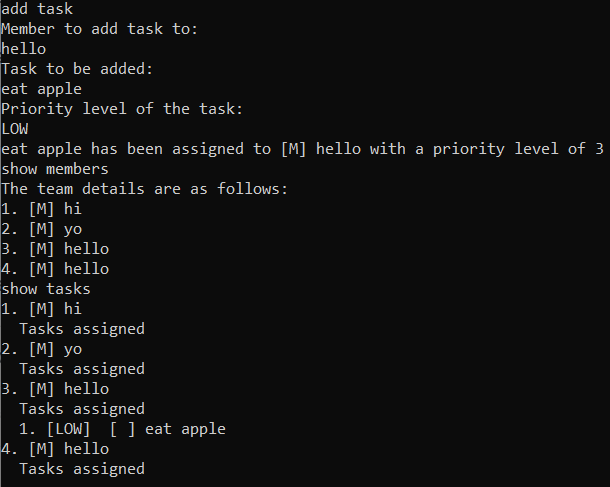 add task
Member to add task to:
hello
Task to be added:
eat apple
Priority level of the task:
LOW
eat apple has been assigned to [M] hello with a priority level of 3
show members
The team details are as follows:
1. [M] hi
2. [M] yo
3. [M] hello
4. [M] hello
show tasks
1. [M] hi
  Tasks assigned
2. [M] yo
  Tasks assigned
3. [M] hello
  Tasks assigned
  1. [LOW]  [ ] eat apple
4. [M] hello
  Tasks assigned